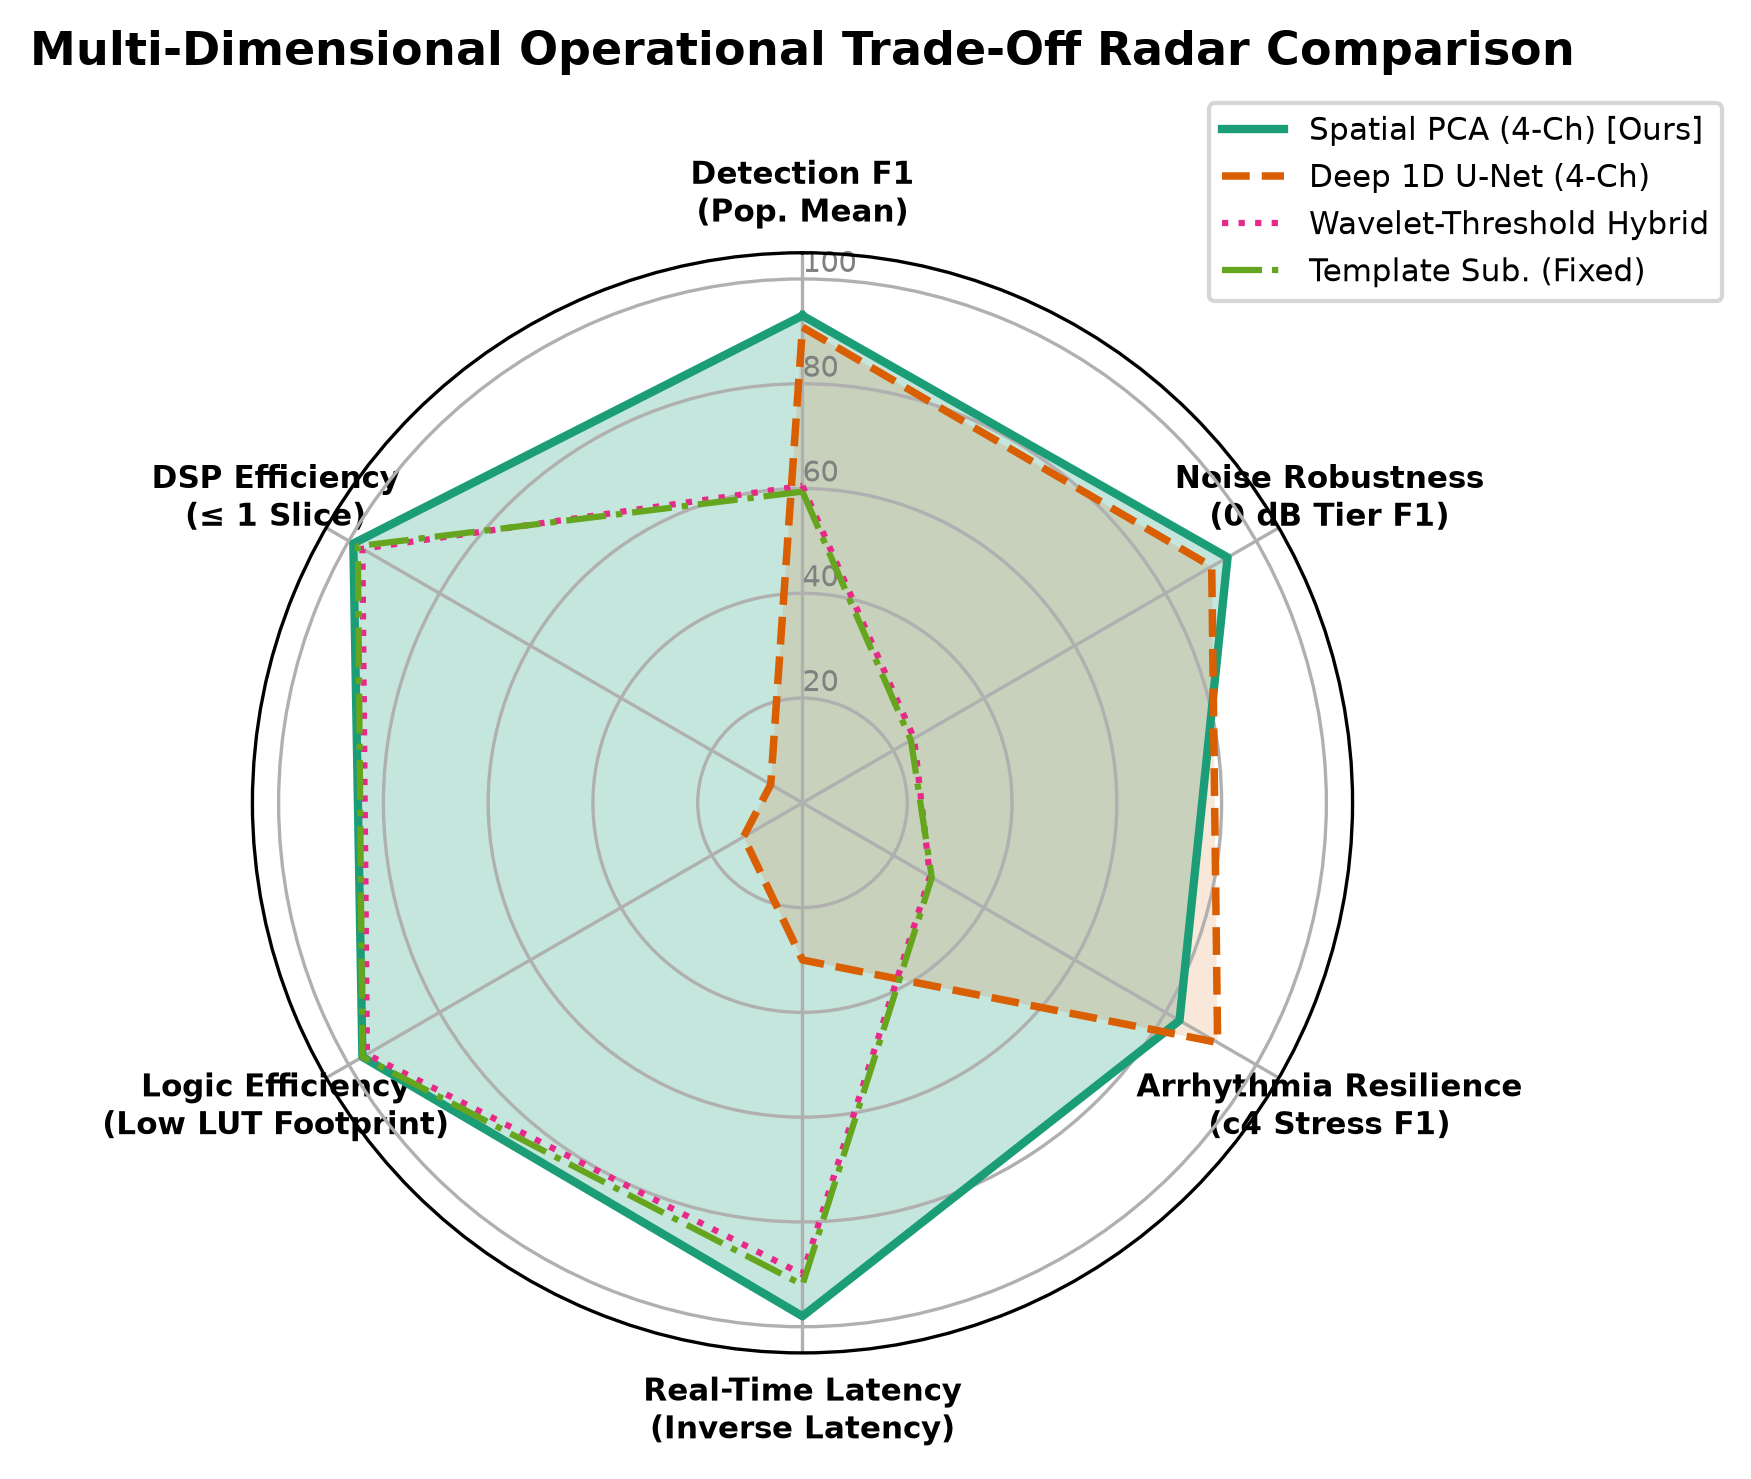 Multi-Dimensional Operational Trade-Off Radar Comparison
Spatial PCA (4-Ch) [Ours]
Deep 1D U-Net (4-Ch)
Wavelet-Threshold Hybrid
Template Sub. (Fixed)
Detection F1
(Pop. Mean)
100
80
60
40
20
DSP Efficiency
(≤ 1 Slice)
Noise Robustness
(0 dB Tier F1)
Logic Efficiency
(Low LUT Footprint)
Arrhythmia Resilience
(c4 Stress F1)
Real-Time Latency
(Inverse Latency)